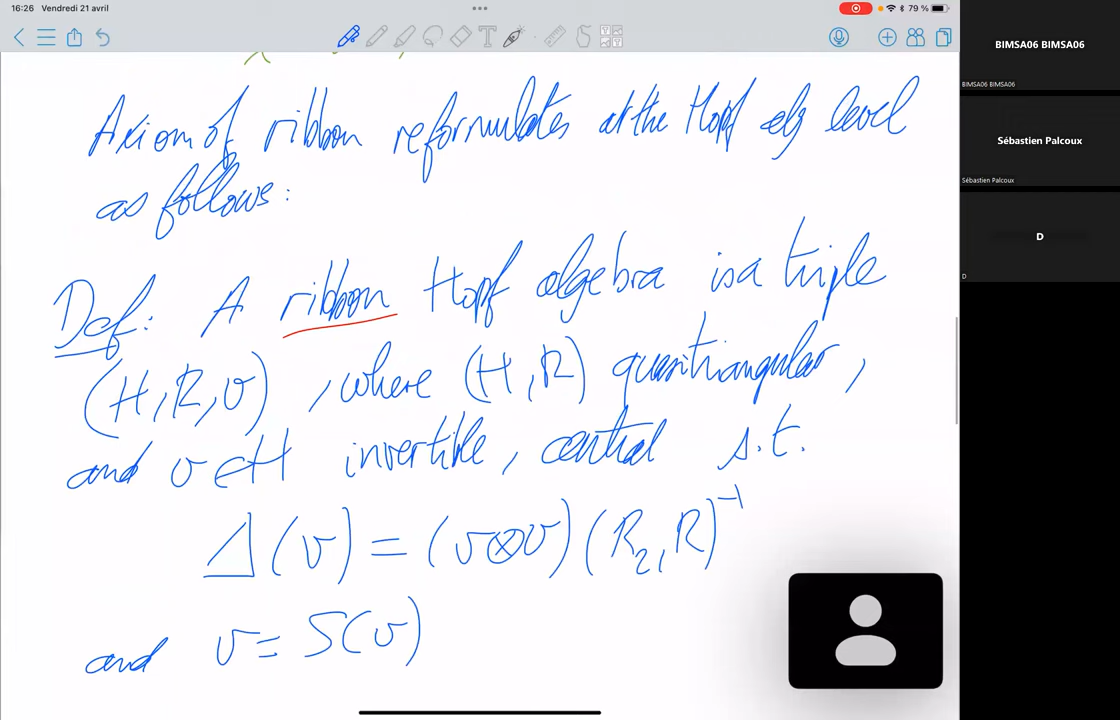 16:26 Vendredi 21 avril
79 %
Axiom of ribbon reformulates at the Hopf alg level
as follows:
Def: A ribbon Hopf algebra is a triple
(H, R, v), where (H, R) quasitriangular,
and v ∈ H invertible, central s.t.
Δ(v) = (v⊗v)(R₂₁R)⁻¹
and v = S(v)
BIMSA06 BIMSA06
BIMSA06 BIMSA06
Sébastien Palcoux
Sébastien Palcoux
D
D